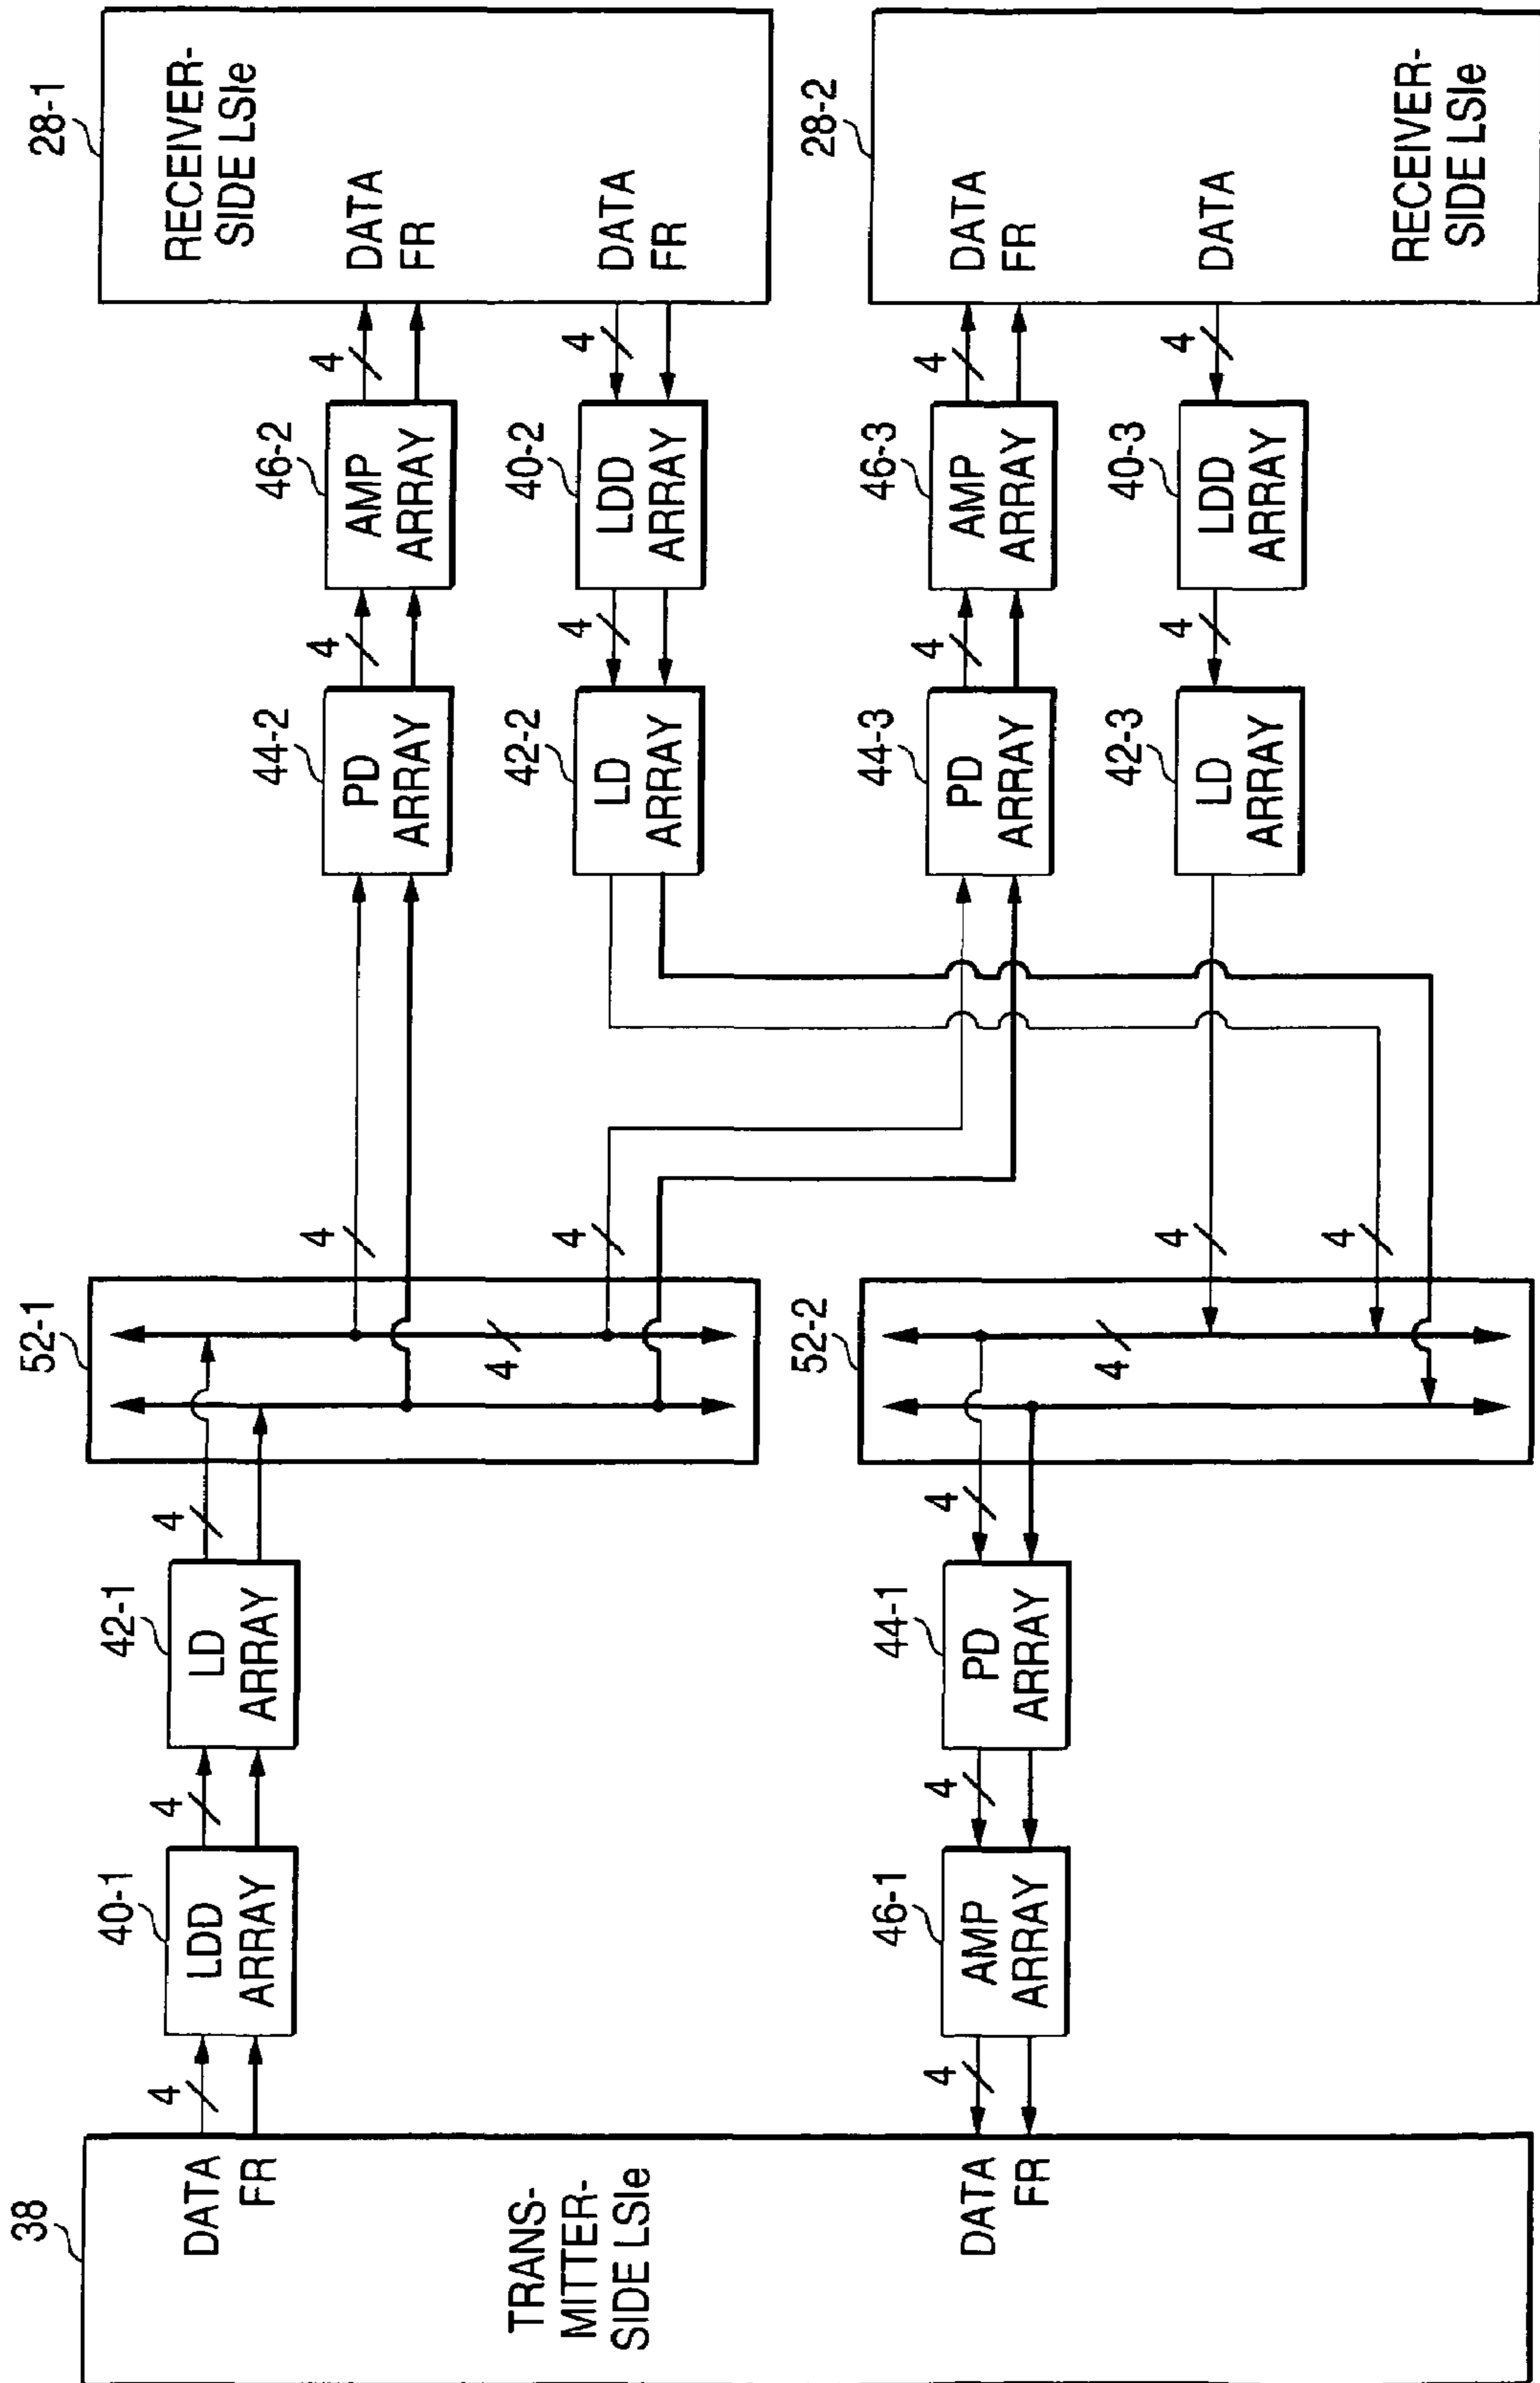 38
TRANS-
MITTER-
SIDE LSIe
DATA
FR
4
40-1
LDD
ARRAY
4
42-1
LD
ARRAY
4
52-1
4
4
4
44-2
PD
ARRAY
4
46-2
AMP
ARRAY
4
28-1
RECEIVER-
SIDE LSIe
DATA
FR
42-2
LD
ARRAY
4
40-2
LDD
ARRAY
4
DATA
FR
DATA
FR
4
46-1
AMP
ARRAY
4
44-1
PD
ARRAY
4
52-2
4
4
4
44-3
PD
ARRAY
4
46-3
AMP
ARRAY
4
28-2
DATA
FR
42-3
LD
ARRAY
4
40-3
LDD
ARRAY
4
DATA
RECEIVER-
SIDE LSIe